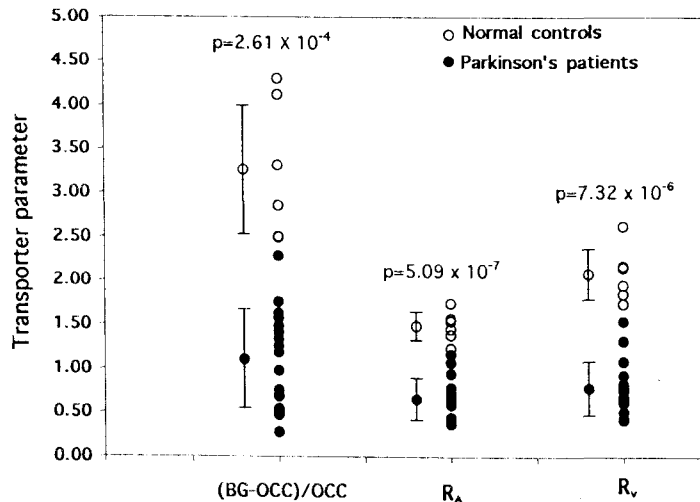 5.00
4.50
4.00
3.50
3.00
2.50
2.00
1.50
1.00
0.50
0.00
Transporter parameter
p=2.61 x 10-4
○ Normal controls
● Parkinson's patients
p=5.09 x 10-7
p=7.32 x 10-6
(BG-OCC)/OCC
RA
Rv